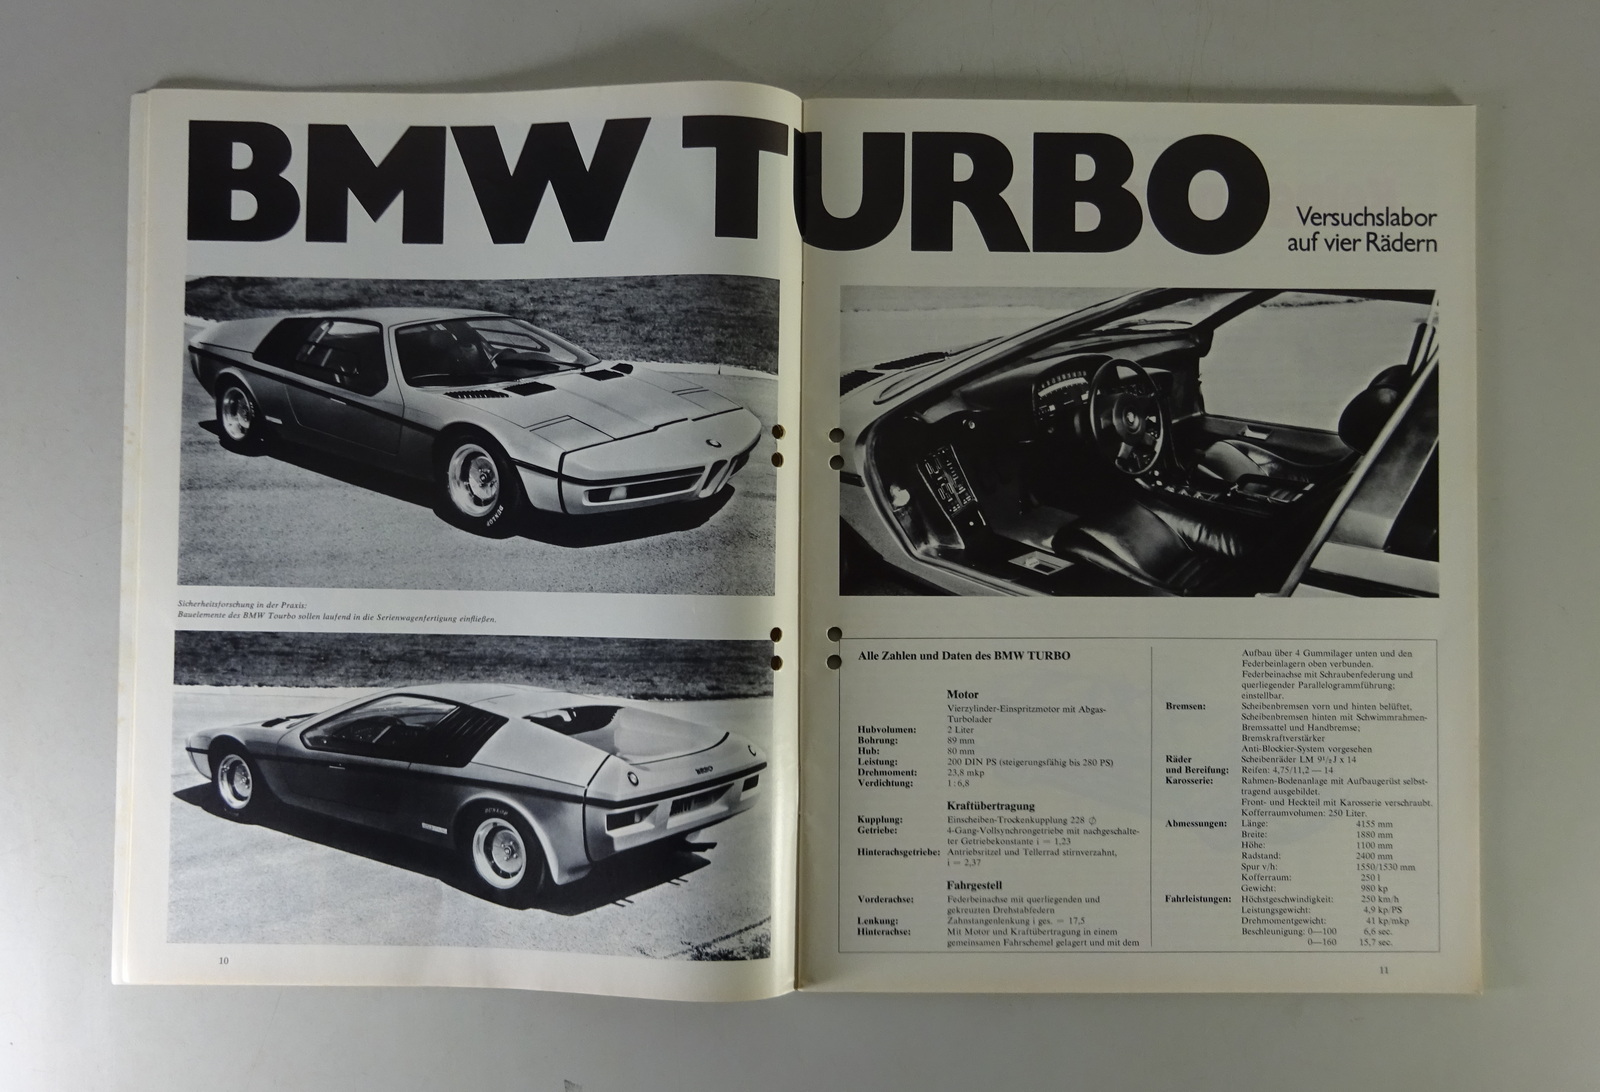 BMW TURBO
Versuchslabor
auf vier Rädern
Sicherheitsforschung in der Praxis:
Bauelemente des BMW Tourbo sollen laufend in die Serienwagenfertigung einfließen.
10
Alle Zahlen und Daten des BMW TURBO
Motor
Vierzylinder-Einspritzmotor mit Abgas-
Turbolader
Hubvolumen: 2 Liter
Bohrung: 89 mm
Hub: 80 mm
Leistung: 200 DIN PS (steigerungsfähig bis 280 PS)
Drehmoment: 23,8 mkp
Verdichtung: 1:6,8
Kraftübertragung
Kupplung: Einscheiben-Trockenkupplung 228 ∅
Getriebe: 4-Gang-Vollsynchrongetriebe mit nachgeschalte-
ter Getriebekonstante i = 1,23
Hinterachsgetriebe: Antriebsritzel und Tellerrad stirnverzahnt,
i = 2,37
Fahrgestell
Vorderachse: Federbeinachse mit querliegenden und
gekreuzten Drehstabfedern
Lenkung: Zahnstangenlenkung i ges. = 17,5
Hinterachse: Mit Motor und Kraftübertragung in einem
gemeinsamen Fahrschemel gelagert und mit dem
Aufbau über 4 Gummilager unten und den
Federbeinlagern oben verbunden.
Federbeinachse mit Schraubenfederung und
querliegender Parallelogrammführung;
einstellbar.
Bremsen: Scheibenbremsen vorn und hinten belüftet,
Scheibenbremsen hinten mit Schwimmrahmen-
Bremssattel und Handbremse;
Bremskraftverstärker
Anti-Blockier-System vorgesehen
Räder Scheibenräder LM 9½J x 14
und Bereifung: Reifen: 4,75/11,2 — 14
Karosserie: Rahmen-Bodenanlage mit Aufbaugerüst selbst-
tragend ausgebildet.
Front- und Heckteil mit Karosserie verschraubt.
Kofferraumvolumen: 250 Liter.
Abmessungen: Länge: 4155 mm
Breite: 1880 mm
Höhe: 1100 mm
Radstand: 2400 mm
Spur v/h: 1550/1530 mm
Kofferraum: 250 l
Gewicht: 980 kp
Fahrleistungen: Höchstgeschwindigkeit: 250 km/h
Leistungsgewicht: 4,9 kp/PS
Drehmomentgewicht: 41 kp/mkp
Beschleunigung: 0—100 6,6 sec.
0—160 15,7 sec.
11
DUNLOP
BMW